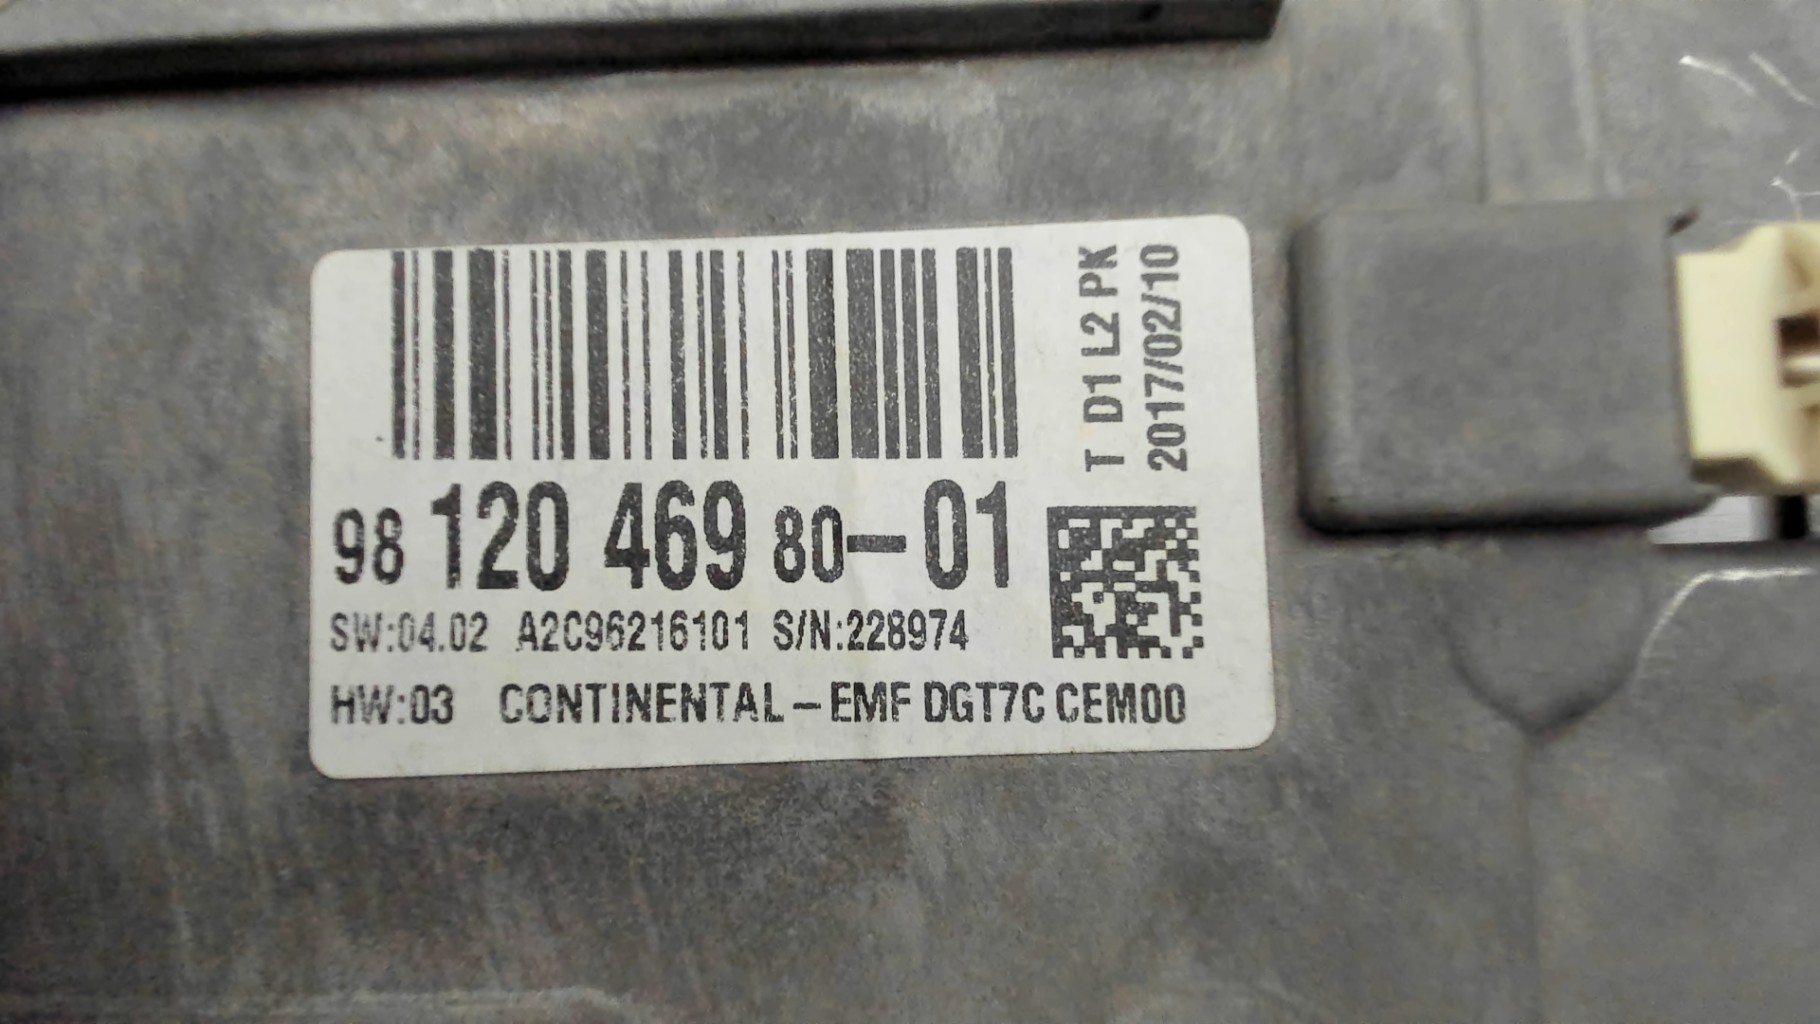 98 120 469 80-01
SW:04.02 A2C96216101 S/N:228974
HW:03 CONTINENTAL-EMF DGT7C CEM00
T D1 L2 PK
2017/02/10